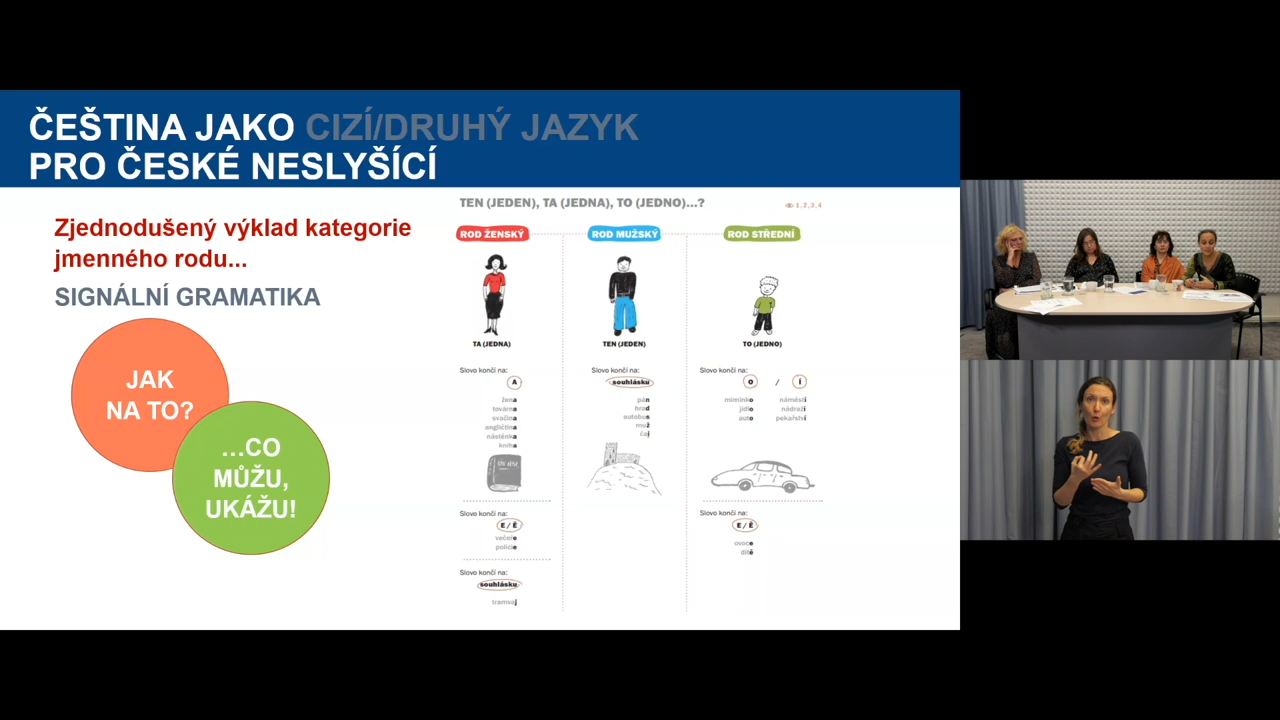 ČEŠTINA JAKO CIZÍ/DRUHÝ JAZYK
PRO ČESKÉ NESLYŠÍCÍ
Zjednodušený výklad kategorie
jmenného rodu...
SIGNÁLNÍ GRAMATIKA
JAK
NA TO?
...CO
MŮŽU,
UKÁŽU!
TEN (JEDEN), TA (JEDNA), TO (JEDNO)...?
1,2,3,4
ROD ŽENSKÝ
TA (JEDNA)
Slovo končí na:
A
žena
továrna
svačina
angličtina
nástěnka
kniha
Slovo končí na:
E / Ě
večeře
policie
Slovo končí na:
souhlásku
tramvaj
ROD MUŽSKÝ
TEN (JEDEN)
Slovo končí na:
souhlásku
pán
hrad
autobus
muž
čaj
ROD STŘEDNÍ
TO (JEDNO)
Slovo končí na:
O / Í
miminko náměstí
jídlo nádraží
auto pekařství
Slovo končí na:
E / Ě
ovoce
dítě